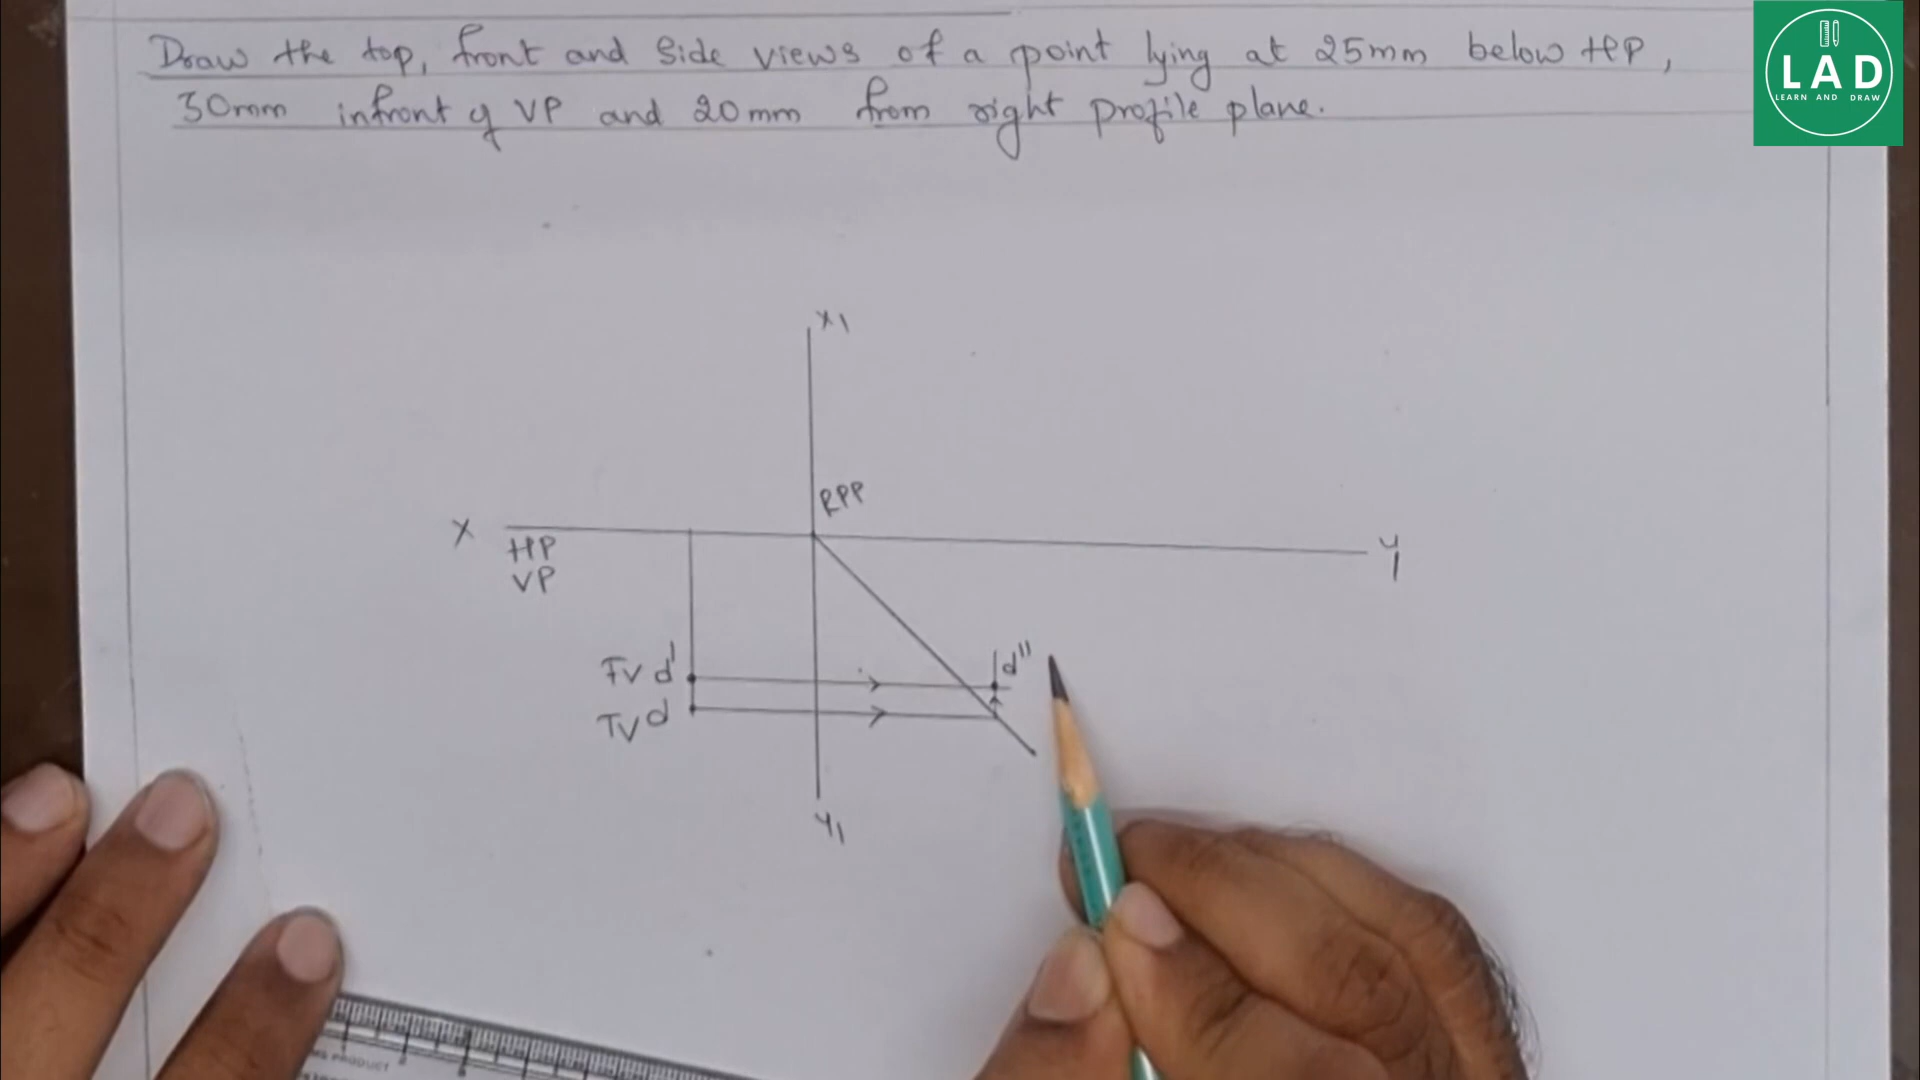 Draw the top, front and side views of a point lying at 25mm below HP,
30mm infront of VP and 20mm from right profile plane.
LAD
LEARN AND DRAW
X1
RPP
X
HP
VP
Y
FV d'
d"
TV d
Y1
PRODUCT